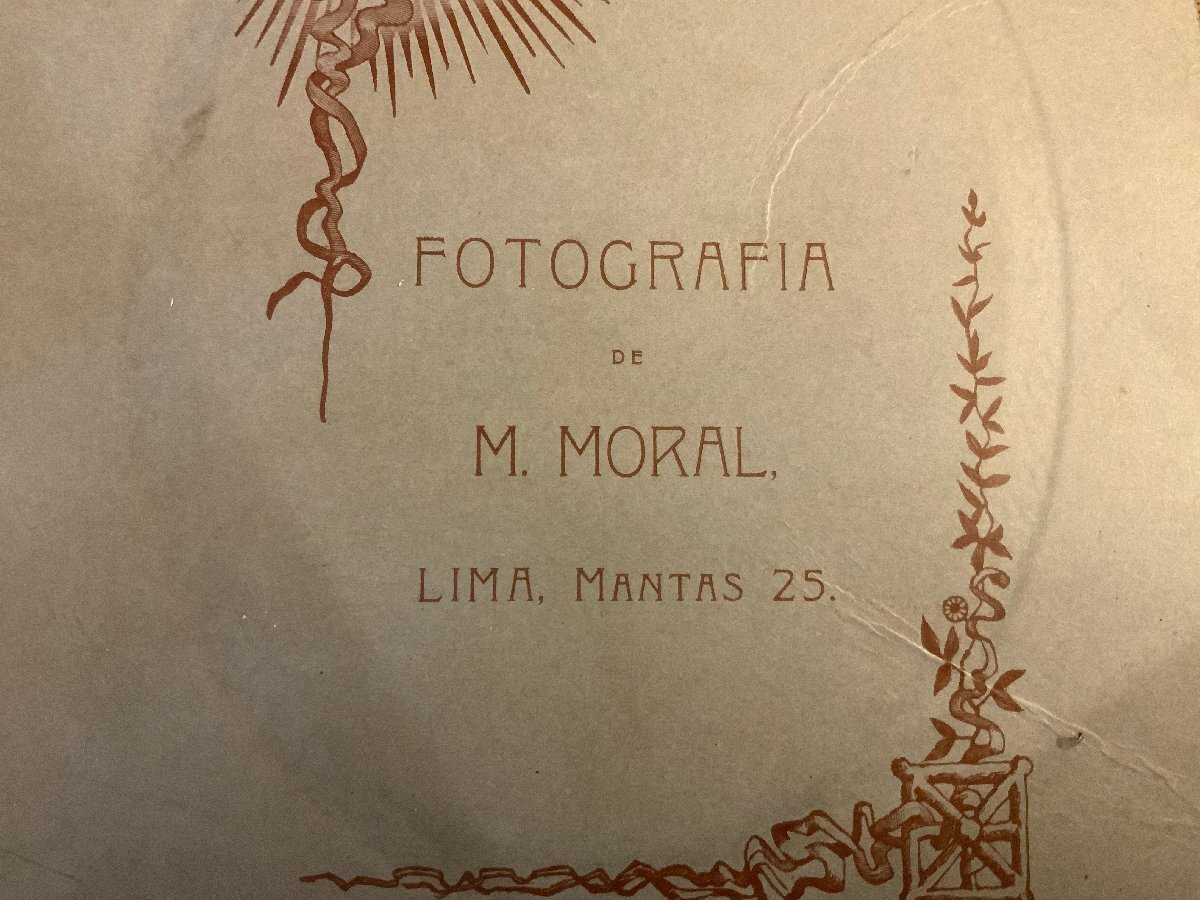 FOTOGRAFIA
DE
M. MORAL,
LIMA, MANTAS 25.